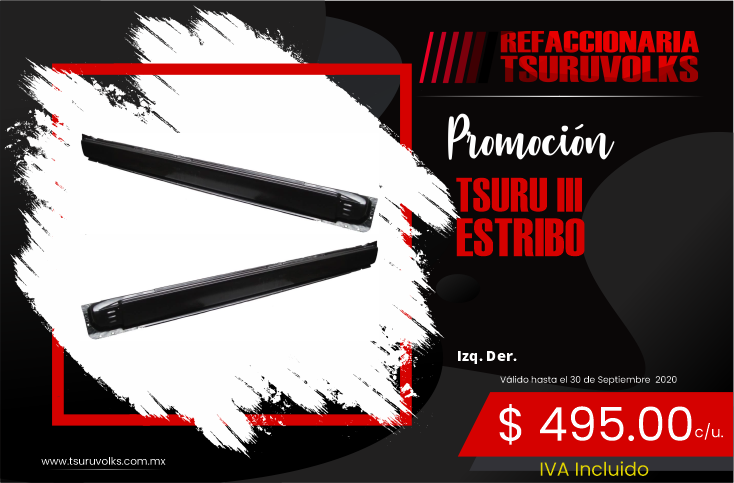 REFACCIONARIA
TSURUVOLKS
Promoción
TSURU III
ESTRIBO
Izq. Der.
Válido hasta el 30 de Septiembre 2020
$ 495.00 c/u.
IVA Incluido
www.tsuruvolks.com.mx